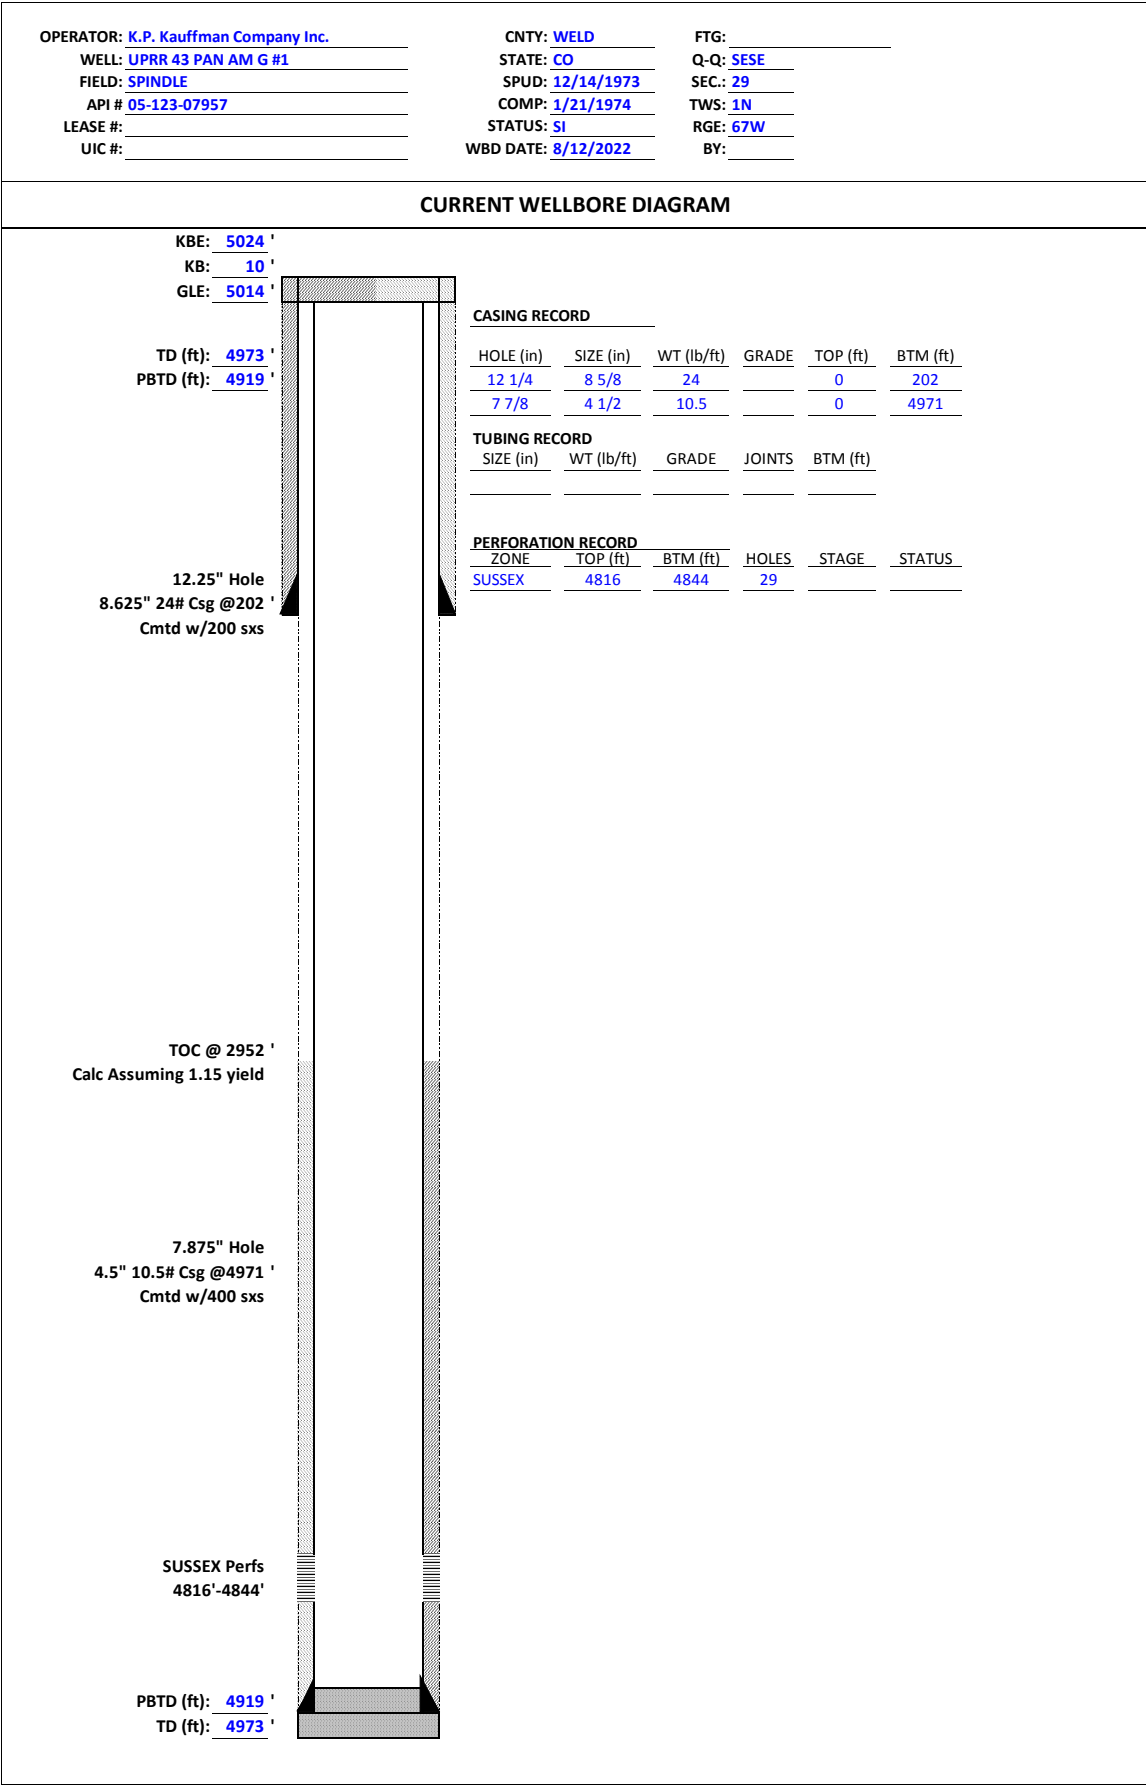 OPERATOR: K.P. Kauffman Company Inc. CNTY: WELD FTG:
WELL: UPRR 43 PAN AM G #1 STATE: CO Q-Q: SESE
FIELD: SPINDLE SPUD: 12/14/1973 SEC.: 29
API # 05-123-07957 COMP: 1/21/1974 TWS: 1N
LEASE #: STATUS: SI RGE: 67W
UIC #: WBD DATE: 8/12/2022 BY:
CURRENT WELLBORE DIAGRAM
KBE: 5024 '
KB: 10 '
GLE: 5014 '
CASING RECORD
TD (ft): 4973 ' HOLE (in) SIZE (in) WT (lb/ft) GRADE TOP (ft) BTM (ft)
PBTD (ft): 4919 ' 12 1/4 8 5/8 24 0 202
7 7/8 4 1/2 10.5 0 4971
TUBING RECORD
SIZE (in) WT (lb/ft) GRADE JOINTS BTM (ft)
PERFORATION RECORD
ZONE TOP (ft) BTM (ft) HOLES STAGE STATUS
12.25" Hole SUSSEX 4816 4844 29
8.625" 24# Csg @202 '
Cmtd w/200 sxs
TOC @ 2952 '
Calc Assuming 1.15 yield
7.875" Hole
4.5" 10.5# Csg @4971 '
Cmtd w/400 sxs
SUSSEX Perfs
4816'-4844'
PBTD (ft): 4919 '
TD (ft): 4973 '